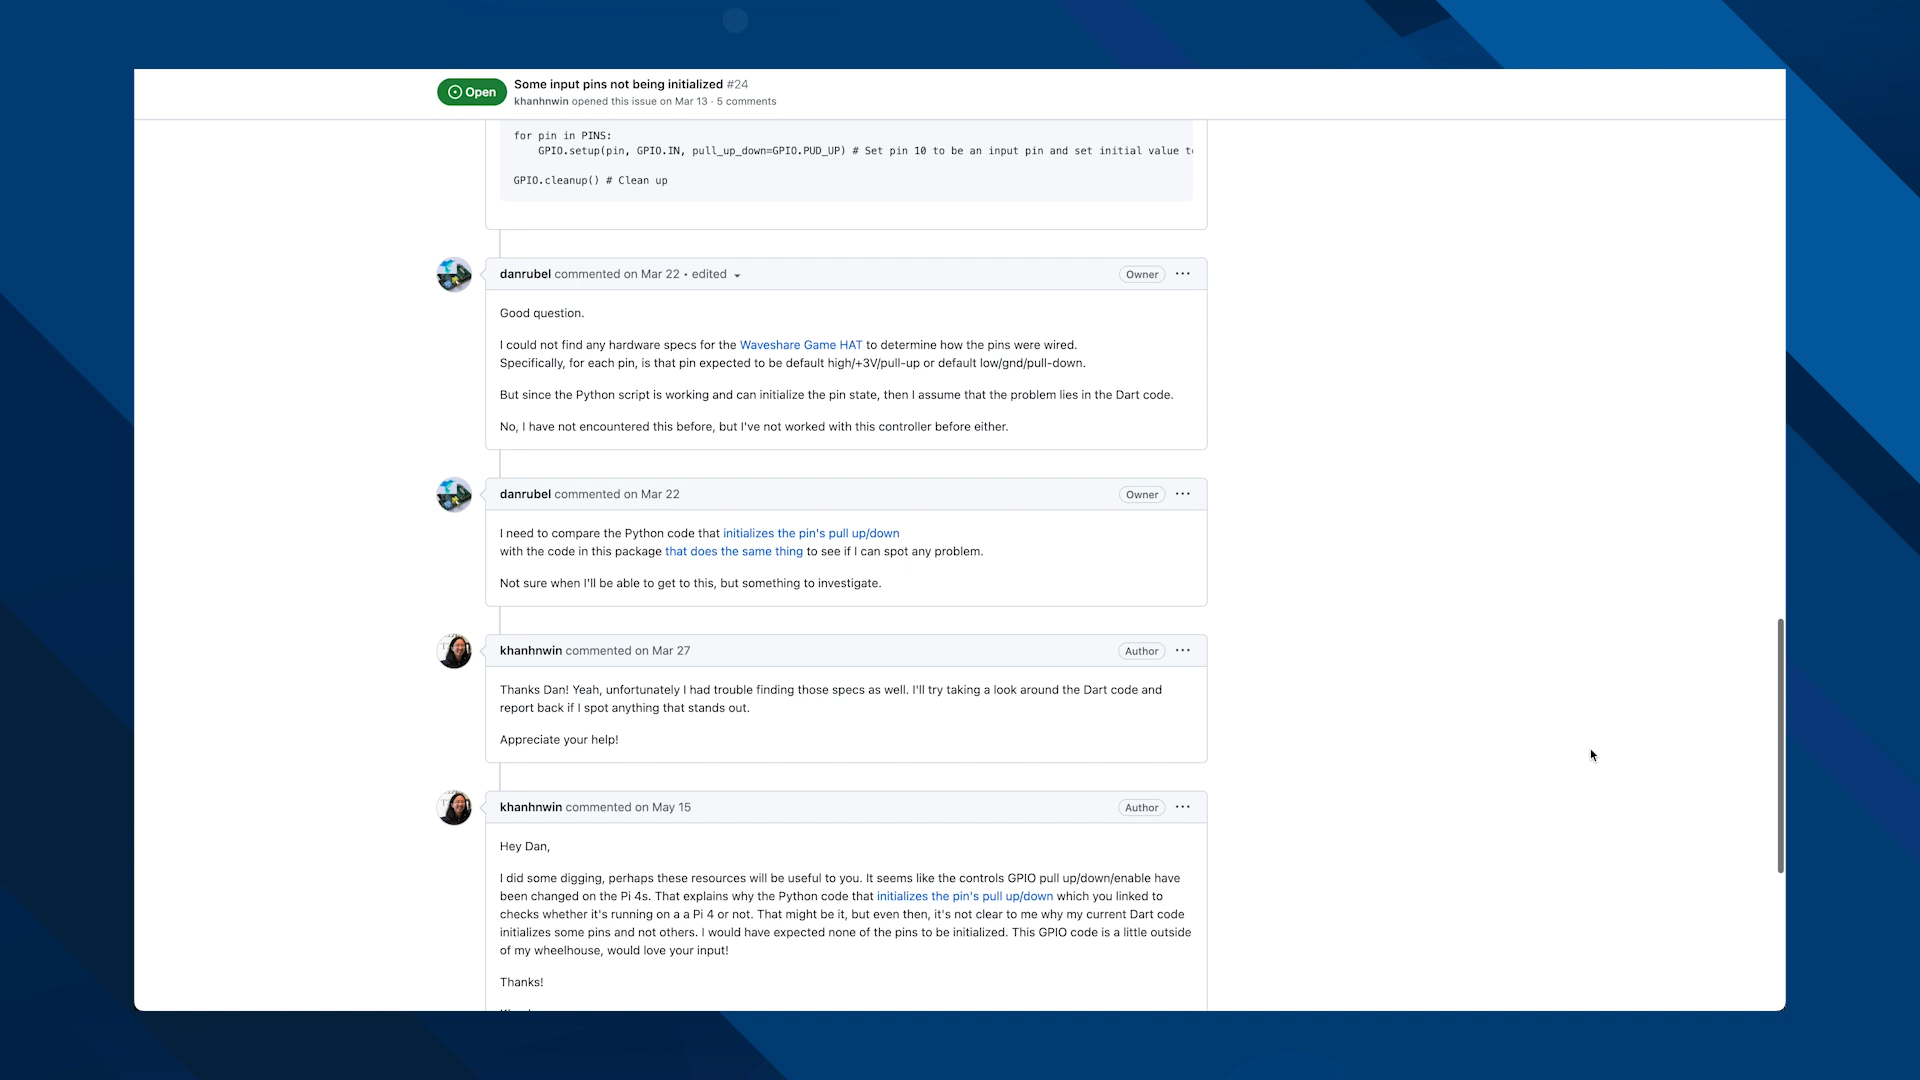 Open
Some input pins not being initialized #24
khanhnwin opened this issue on Mar 13 · 5 comments
for pin in PINS:
GPIO.setup(pin, GPIO.IN, pull_up_down=GPIO.PUD_UP) # Set pin 10 to be an input pin and set initial value
GPIO.cleanup() # Clean up
danrubel commented on Mar 22 • edited
Owner
Good question.
I could not find any hardware specs for the Waveshare Game HAT to determine how the pins were wired.
Specifically, for each pin, is that pin expected to be default high/+3V/pull-up or default low/gnd/pull-down.
But since the Python script is working and can initialize the pin state, then I assume that the problem lies in the Dart code.
No, I have not encountered this before, but I've not worked with this controller before either.
danrubel commented on Mar 22
Owner
I need to compare the Python code that initializes the pin's pull up/down
with the code in this package that does the same thing to see if I can spot any problem.
Not sure when I'll be able to get to this, but something to investigate.
khanhnwin commented on Mar 27
Author
Thanks Dan! Yeah, unfortunately I had trouble finding those specs as well. I'll try taking a look around the Dart code and
report back if I spot anything that stands out.
Appreciate your help!
khanhnwin commented on May 15
Author
Hey Dan,
I did some digging, perhaps these resources will be useful to you. It seems like the controls GPIO pull up/down/enable have
been changed on the Pi 4s. That explains why the Python code that initializes the pin's pull up/down which you linked to
checks whether it's running on a a Pi 4 or not. That might be it, but even then, it's not clear to me why my current Dart code
initializes some pins and not others. I would have expected none of the pins to be initialized. This GPIO code is a little outside
of my wheelhouse, would love your input!
Thanks!